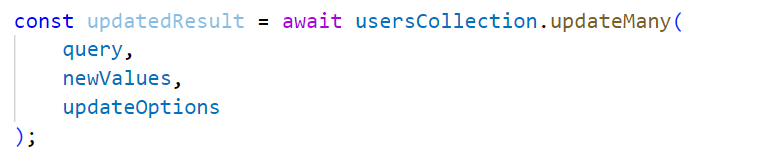 const updatedResult = await usersCollection.updateMany(
    query,
    newValues,
    updateOptions
);